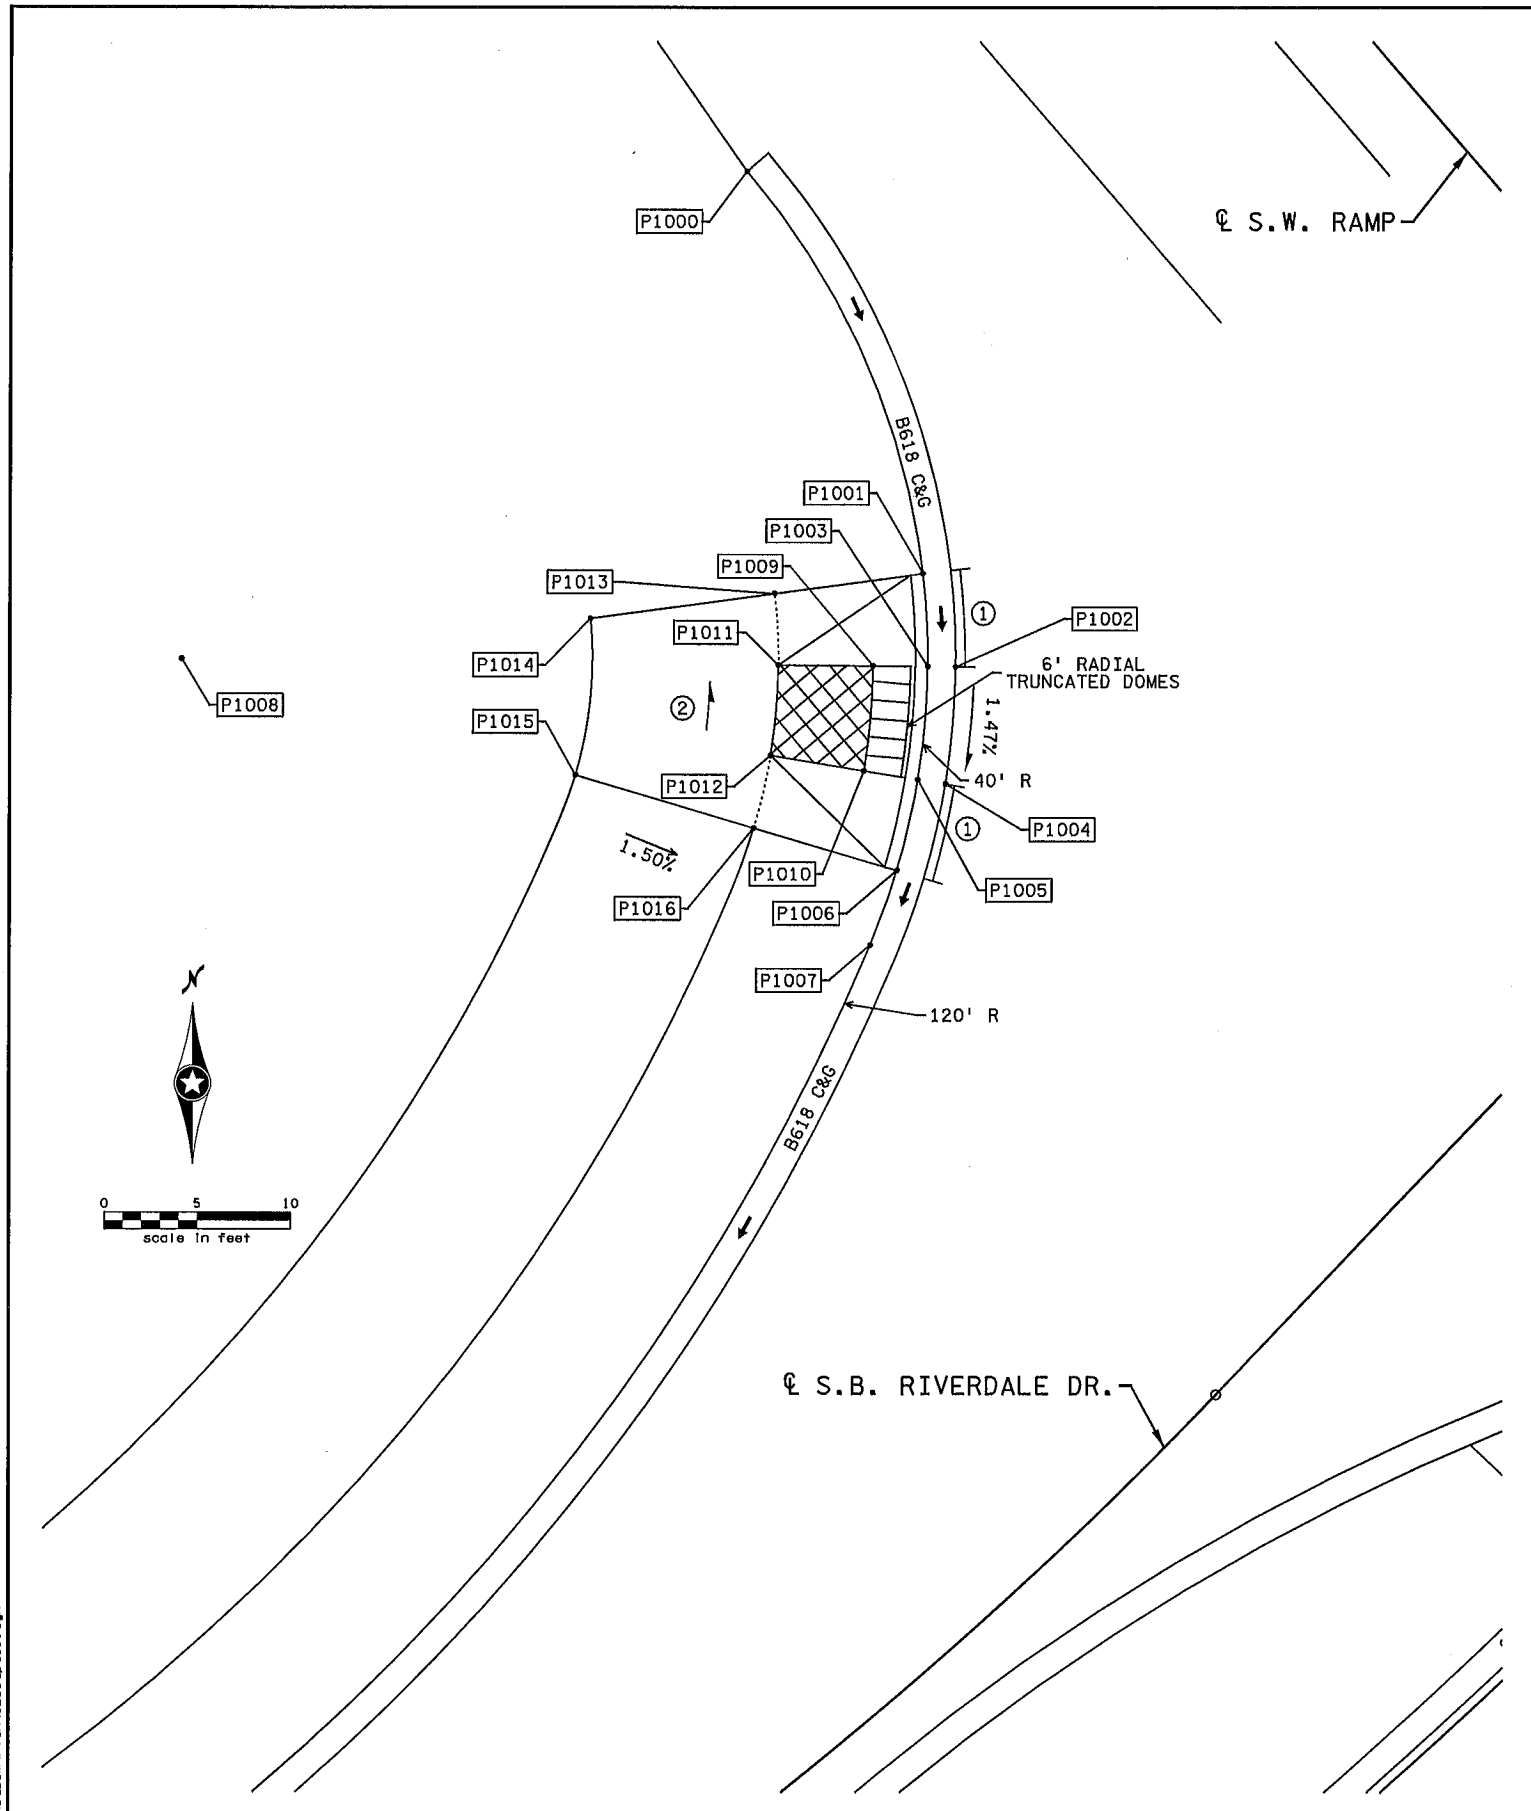 P1000
℄ S.W. RAMP
B618 C&G
P1001
P1003
P1009
P1013
①
P1002
P1011
P1014
6' RADIAL
TRUNCATED DOMES
P1008
②
P1015
1.47%
40' R
P1012
①
P1004
1.50%
P1010
P1005
P1016
P1006
N
P1007
120' R
B618 C&G
0 5 10
scale in feet
℄ S.B. RIVERDALE DR.